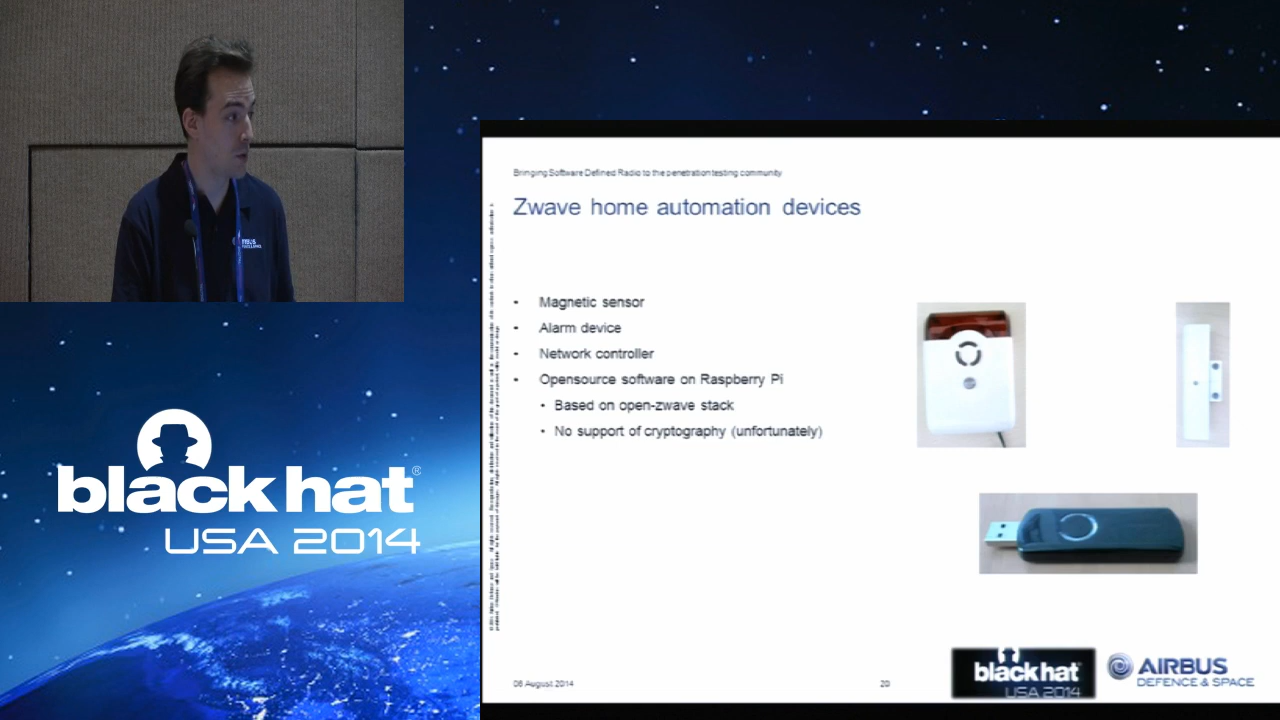 Bringing Software Defined Radio to the penetration testing community
Zwave home automation devices
• Magnetic sensor
• Alarm device
• Network controller
• Opensource software on Raspberry Pi
• Based on open-zwave stack
• No support of cryptography (unfortunately)
black hat®
USA 2014
06 August 2014
20
black hat
USA 2014
AIRBUS
DEFENCE & SPACE